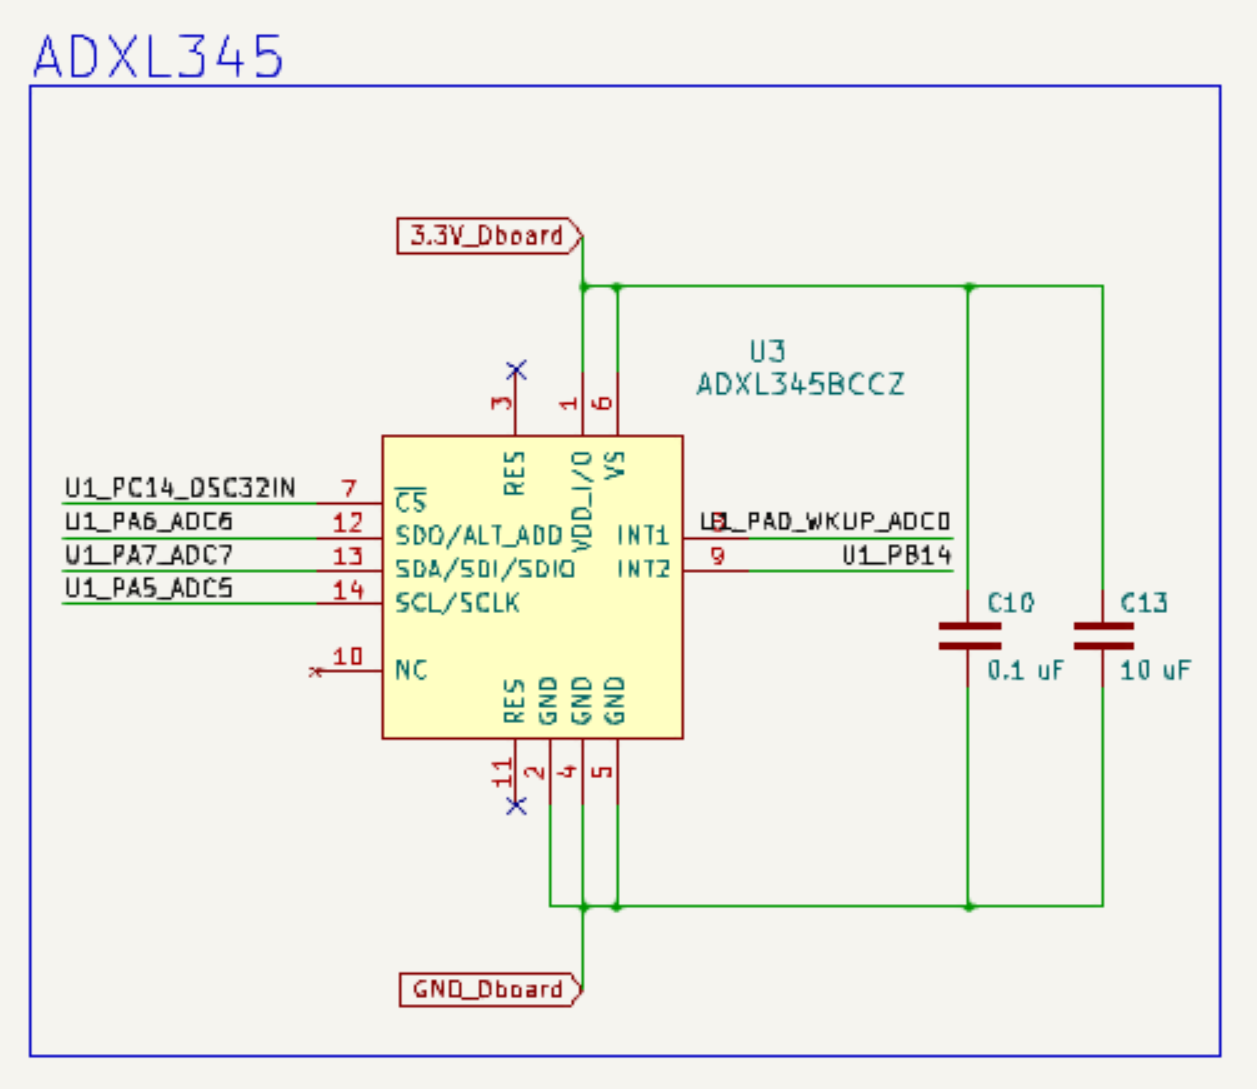 ADXL345
3.3V_Dboard
U3
ADXL345BCCZ
3
1
6
RES
VDD_I/O
VS
U1_PC14_OSC32IN
7
CS
U1_PA6_ADC6
12
SDO/ALT_ADD
INT1
8
U1_PA0_WKUP_ADC0
U1_PA7_ADC7
13
SDA/SDI/SDIO
INT2
9
U1_PB14
U1_PA5_ADC5
14
SCL/SCLK
C10
C13
10
NC
0.1 uF
10 uF
RES
GND
GND
GND
11
2
4
5
GND_Dboard